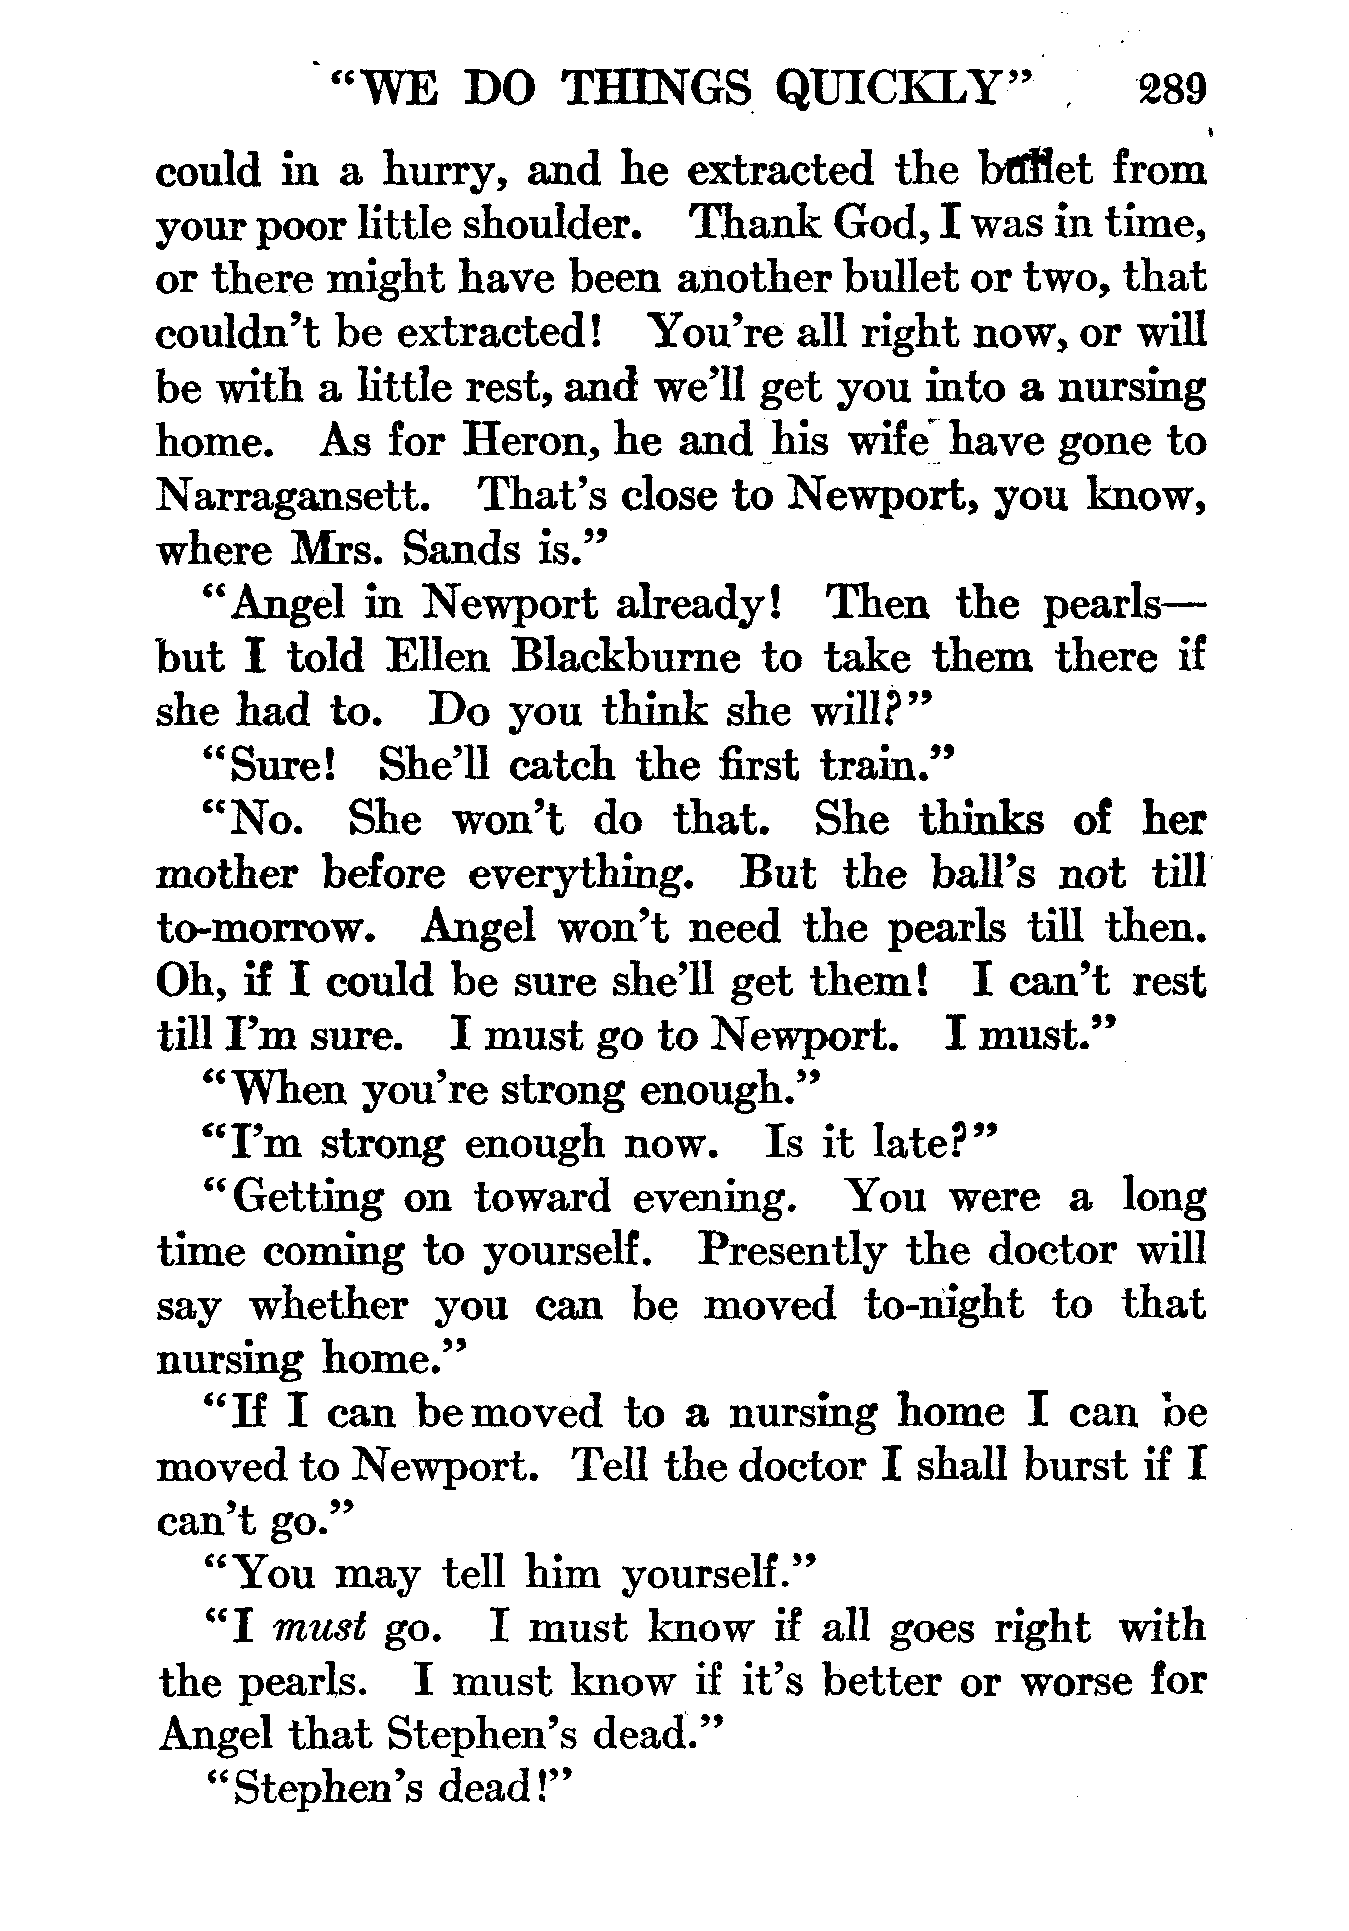 "WE DO THINGS QUICKLY" 289
could in a hurry, and he extracted the bullet from
your poor little shoulder. Thank God, I was in time,
or there might have been another bullet or two, that
couldn't be extracted! You're all right now, or will
be with a little rest, and we'll get you into a nursing
home. As for Heron, he and his wife have gone to
Narragansett. That's close to Newport, you know,
where Mrs. Sands is."
"Angel in Newport already! Then the pearls—
but I told Ellen Blackburne to take them there if
she had to. Do you think she will?"
"Sure! She'll catch the first train."
"No. She won't do that. She thinks of her
mother before everything. But the ball's not till
to-morrow. Angel won't need the pearls till then.
Oh, if I could be sure she'll get them! I can't rest
till I'm sure. I must go to Newport. I must."
"When you're strong enough."
"I'm strong enough now. Is it late?"
"Getting on toward evening. You were a long
time coming to yourself. Presently the doctor will
say whether you can be moved to-night to that
nursing home."
"If I can be moved to a nursing home I can be
moved to Newport. Tell the doctor I shall burst if I
can't go."
"You may tell him yourself."
"I must go. I must know if all goes right with
the pearls. I must know if it's better or worse for
Angel that Stephen's dead."
"Stephen's dead!"